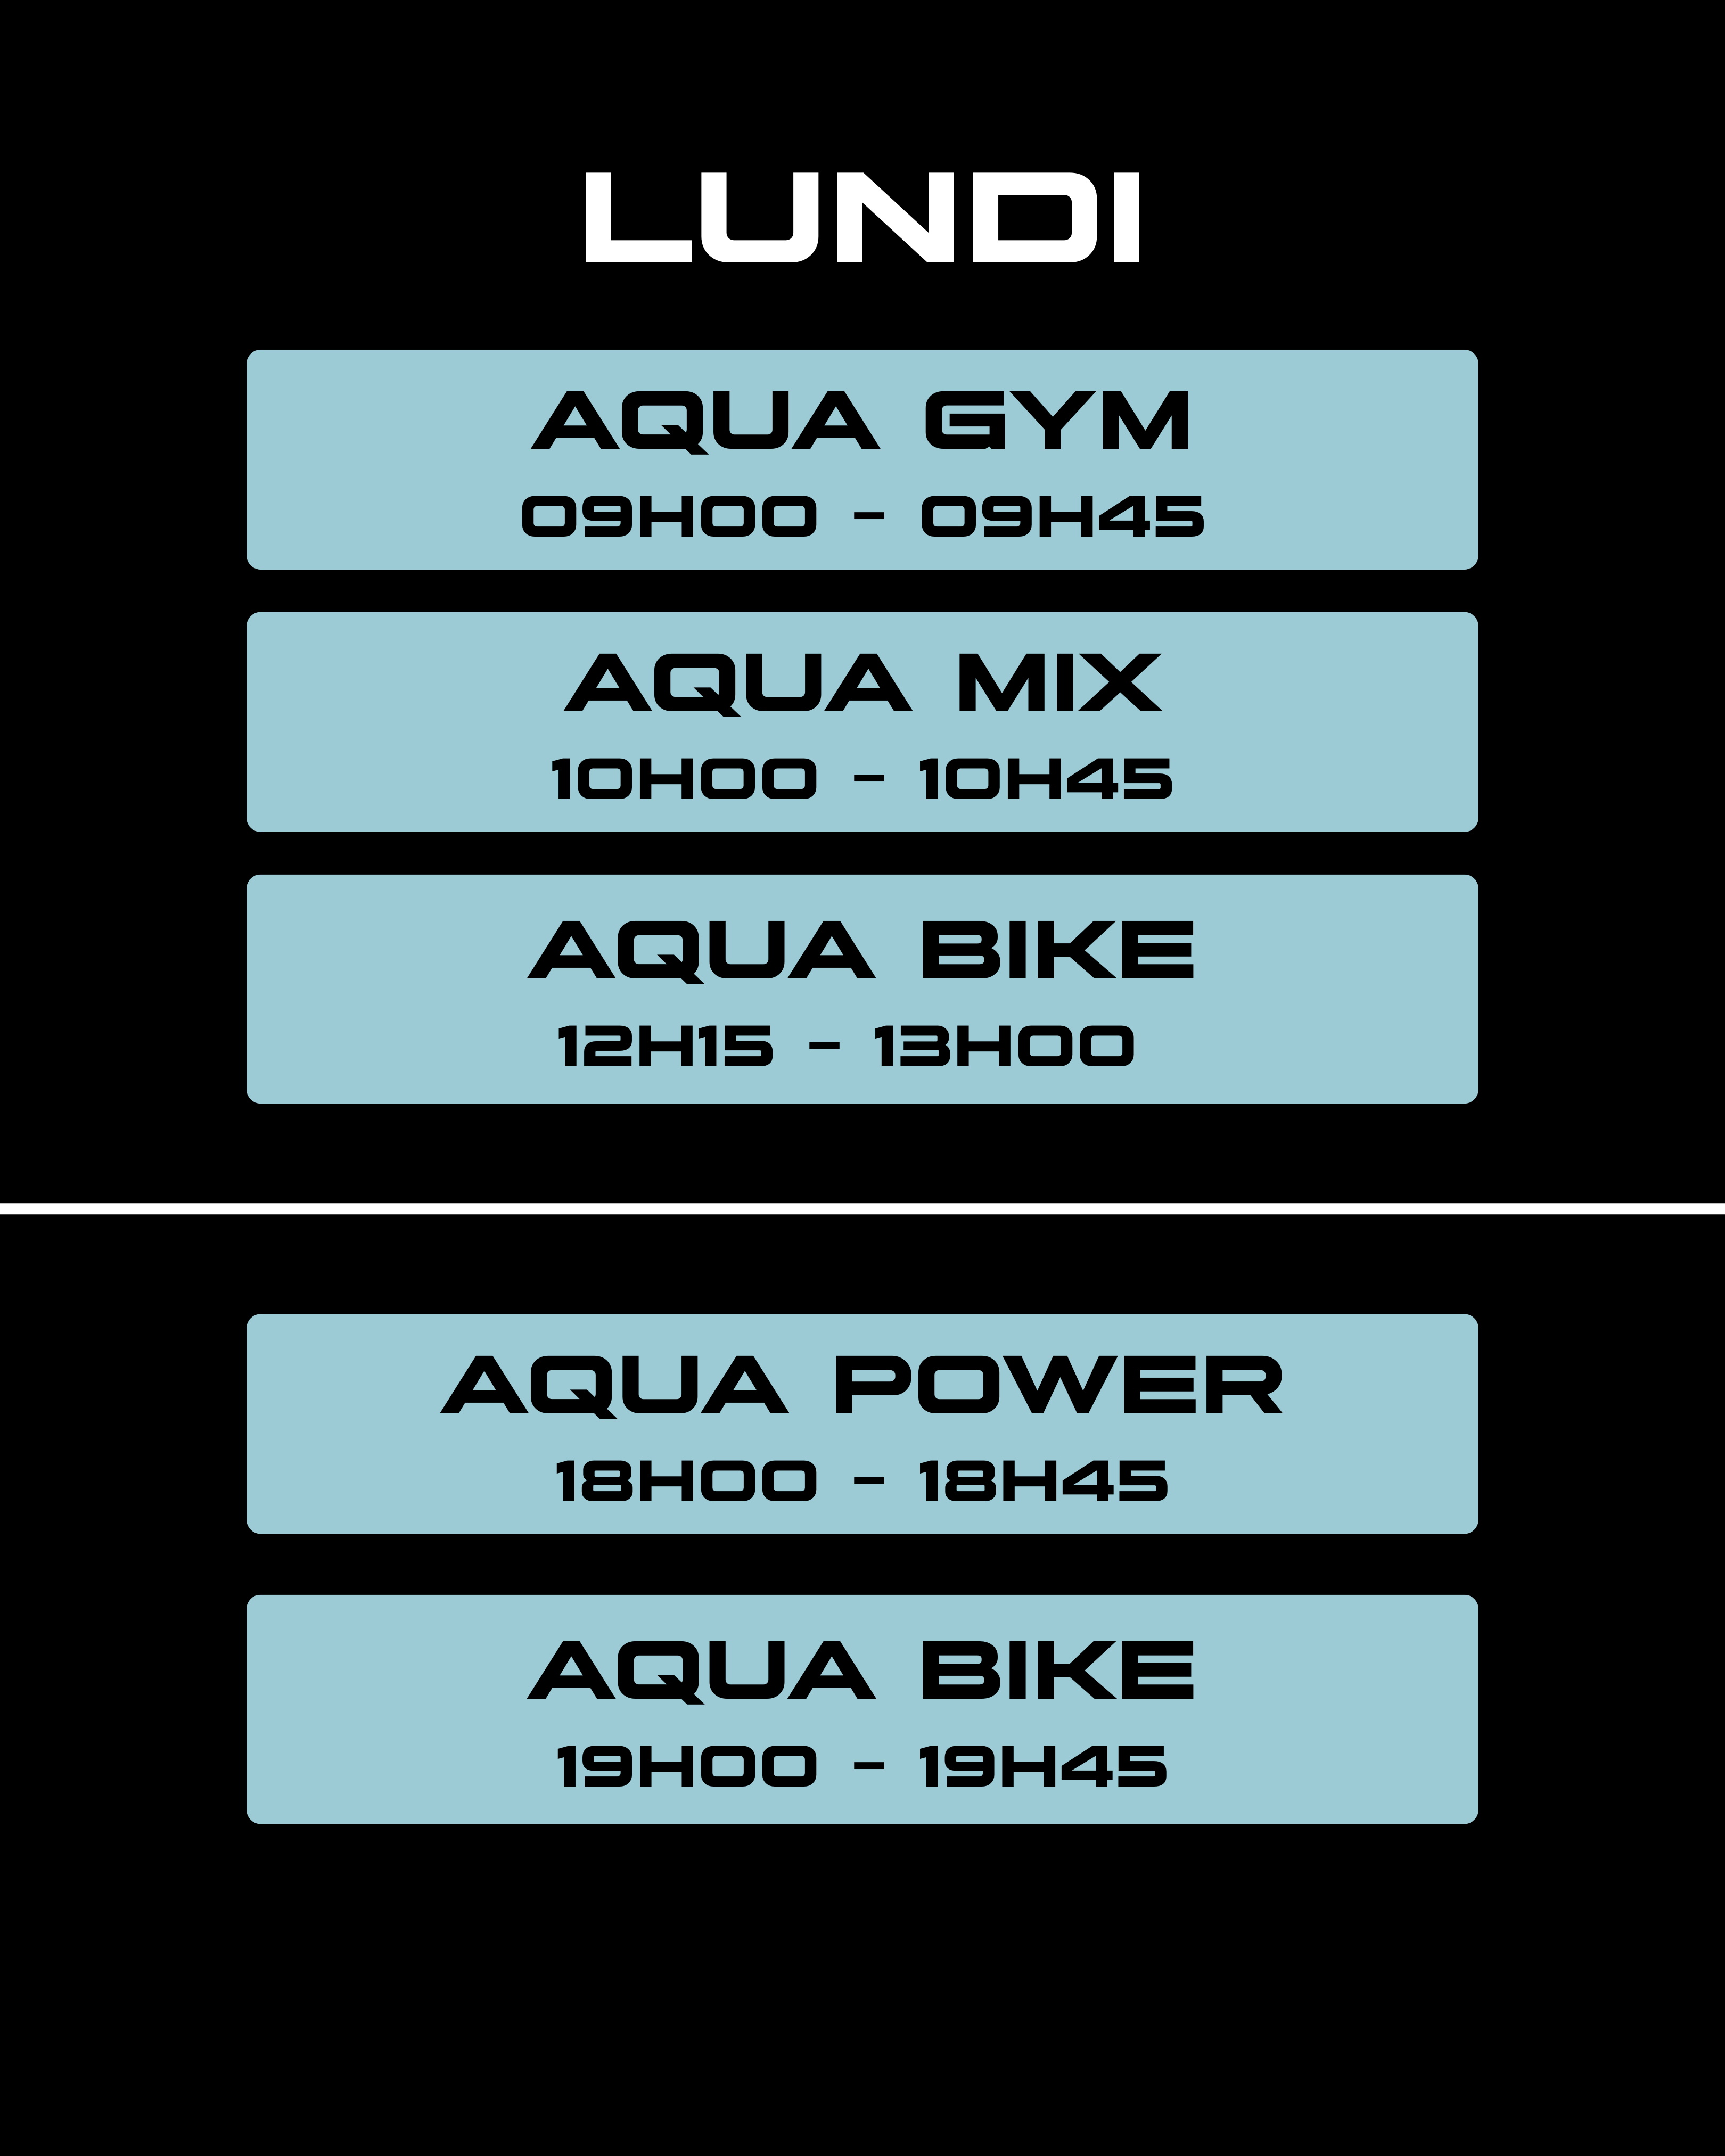 LUNDI
AQUA GYM
09H00 - 09H45
AQUA MIX
10H00 - 10H45
AQUA BIKE
12H15 - 13H00
AQUA POWER
18H00 - 18H45
AQUA BIKE
19H00 - 19H45